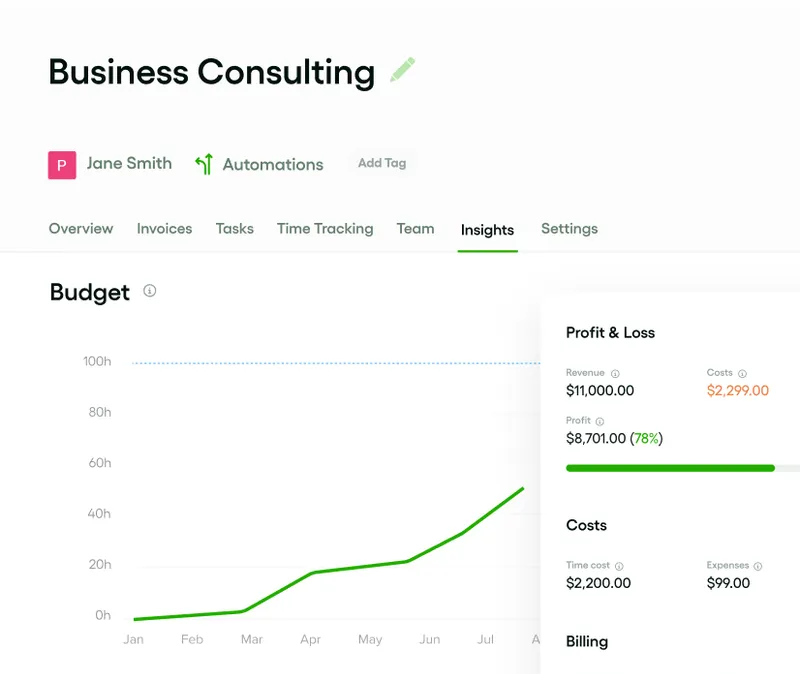 Business Consulting
P Jane Smith Automations Add Tag
Overview Invoices Tasks Time Tracking Team Insights Settings
Budget
100h
80h
60h
40h
20h
0h
Jan Feb Mar Apr May Jun Jul A
Profit & Loss
Revenue Costs
$11,000.00 $2,299.00
Profit
$8,701.00 (78%)
Costs
Time cost Expenses
$2,200.00 $99.00
Billing